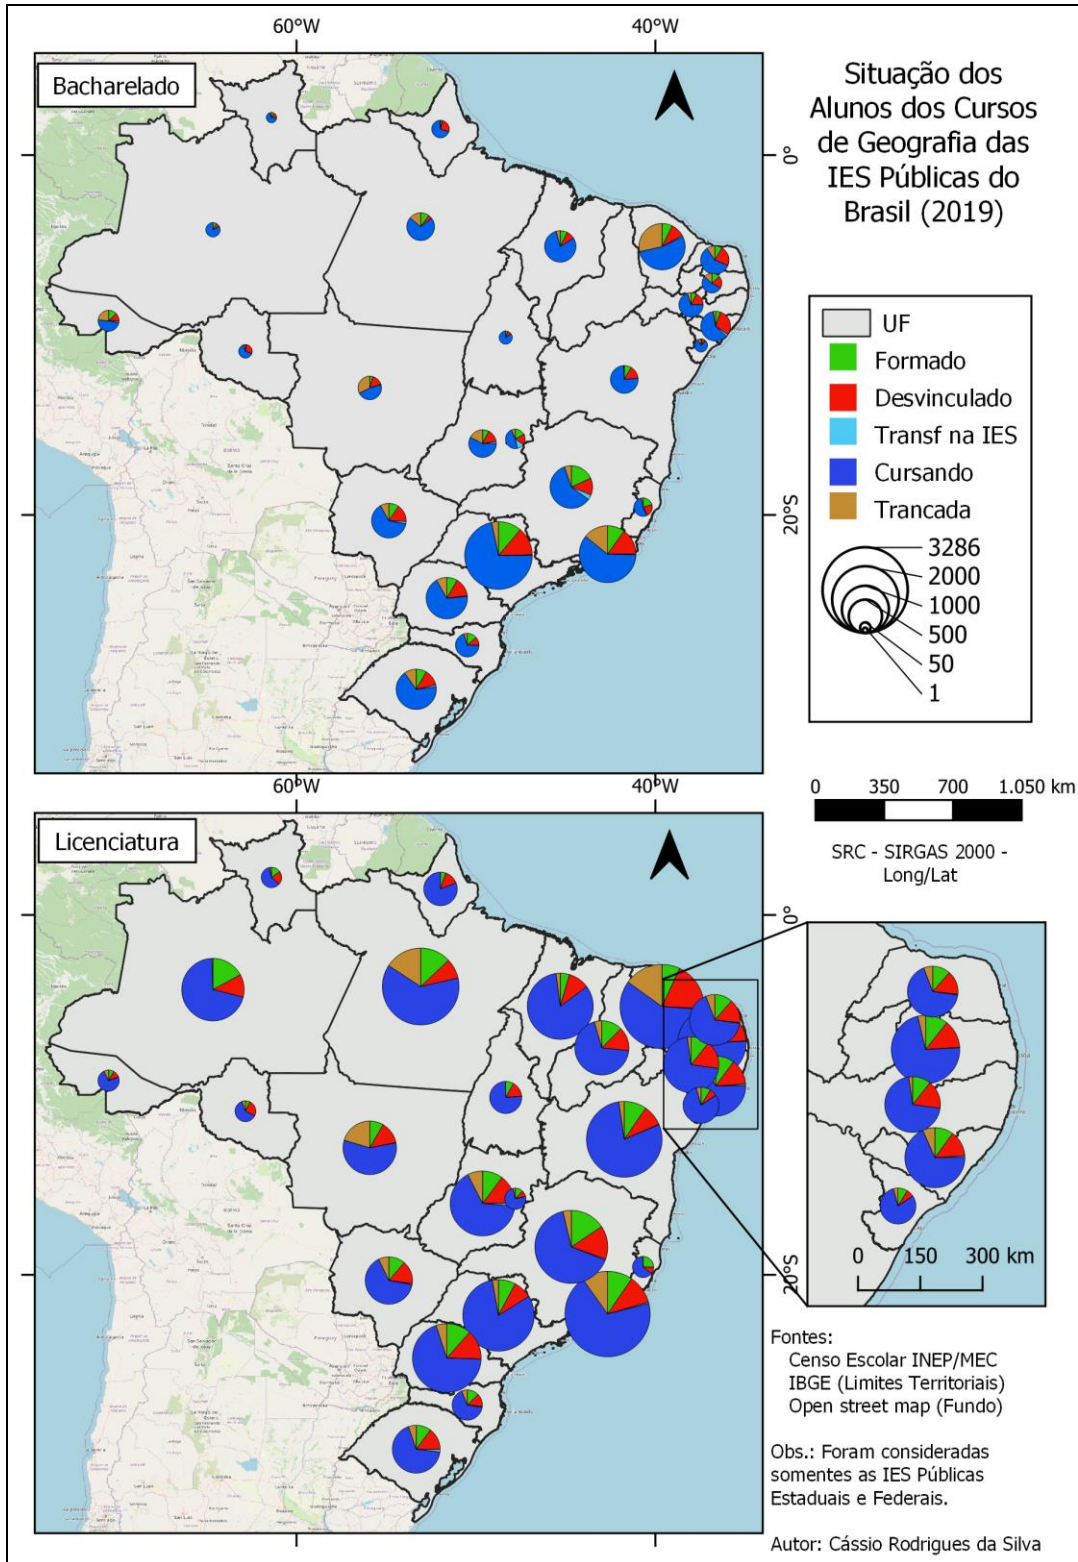 60°W
40°W
Bacharelado
0°
20°S
Situação dos
Alunos dos Cursos
de Geografia das
IES Públicas do
Brasil (2019)
UF
Formado
Desvinculado
Transf na IES
Cursando
Trancada
3286
2000
1000
500
50
1
60°W
40°W
0 350 700 1.050 km
SRC - SIRGAS 2000 -
Long/Lat
Licenciatura
0°
20°S
0 150 300 km
Fontes:
Censo Escolar INEP/MEC
IBGE (Limites Territoriais)
Open street map (Fundo)
Obs.: Foram consideradas
somentes as IES Públicas
Estaduais e Federais.
Autor: Cássio Rodrigues da Silva